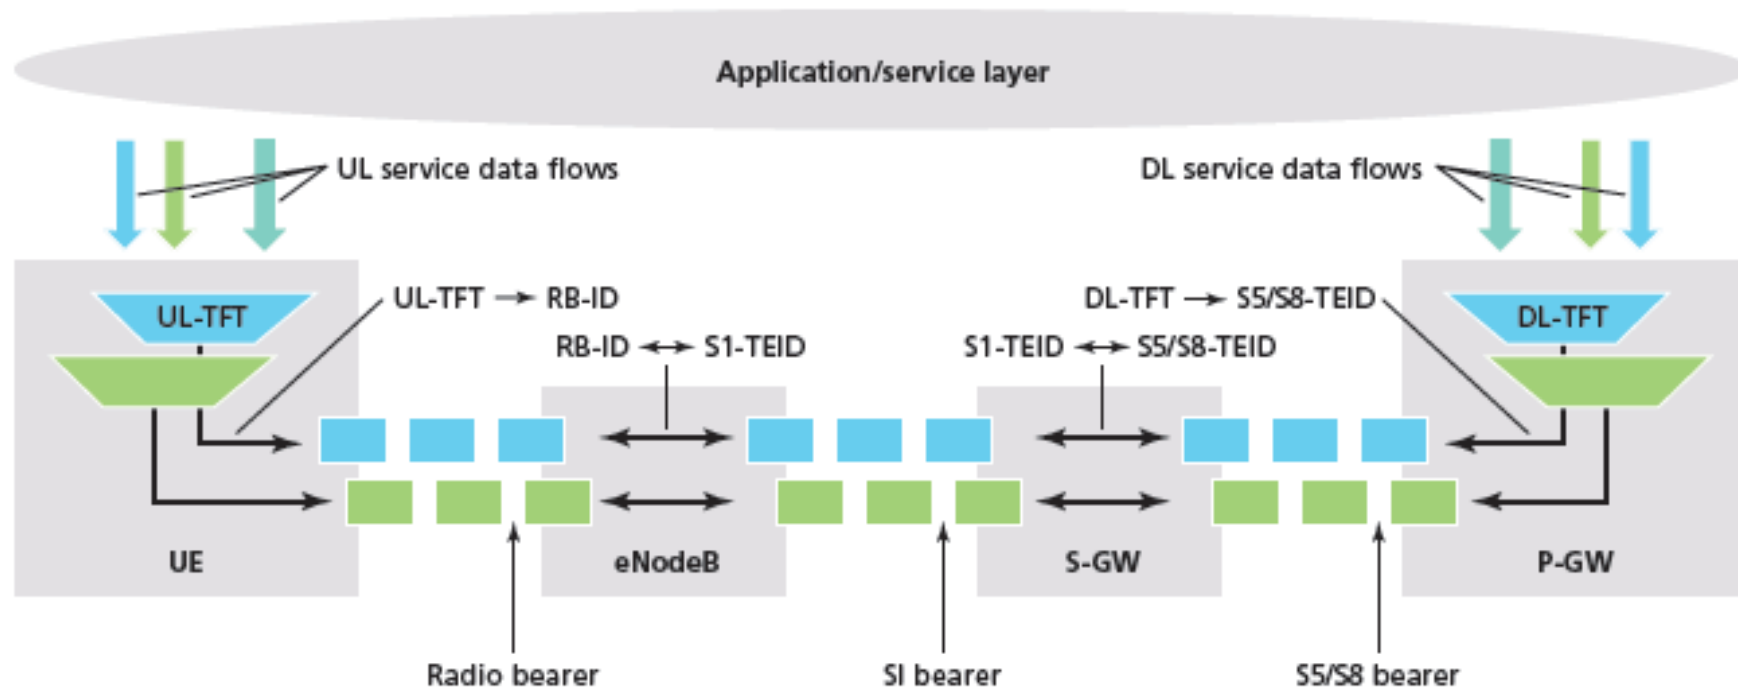 Application/service layer
UL service data flows
DL service data flows
UL-TFT → RB-ID
DL-TFT → S5/S8-TEID
UL-TFT
DL-TFT
RB-ID ↔ S1-TEID
S1-TEID ↔ S5/S8-TEID
UE
eNodeB
S-GW
P-GW
Radio bearer
SI bearer
S5/S8 bearer